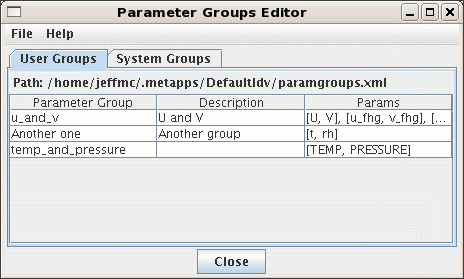 Parameter Groups Editor
File Help
User Groups System Groups
Path: /home/jeffmc/.metapps/DefaultIdv/paramgroups.xml
Parameter Group Description Params
u_and_v U and V [U, V], [u_fhg, v_fhg], [...
Another one Another group [t, rh]
temp_and_pressure [TEMP, PRESSURE]
Close